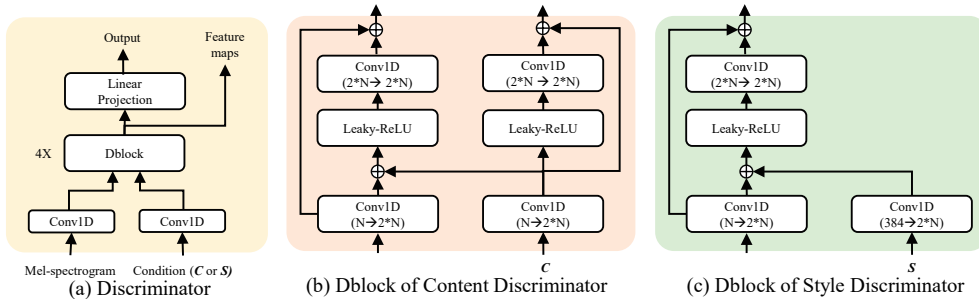 Output
Feature
maps
Linear
Projection
4X
Dblock
Conv1D
Conv1D
Mel-spectrogram
Condition (C or S)
(a) Discriminator
Conv1D
(2*N→ 2*N)
Conv1D
(2*N → 2*N)
Leaky-ReLU
Leaky-ReLU
Conv1D
(N→2*N)
Conv1D
(N→2*N)
C
(b) Dblock of Content Discriminator
Conv1D
(2*N→ 2*N)
Leaky-ReLU
Conv1D
(N→2*N)
Conv1D
(384→2*N)
S
(c) Dblock of Style Discriminator